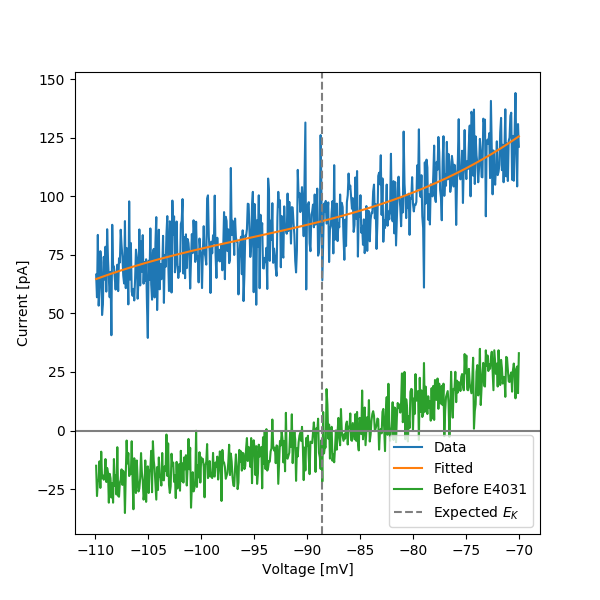 150
125
100
75
50
25
0
−25
Current [pA]
Data
Fitted
Before E4031
Expected E_K
−110 −105 −100 −95 −90 −85 −80 −75 −70
Voltage [mV]